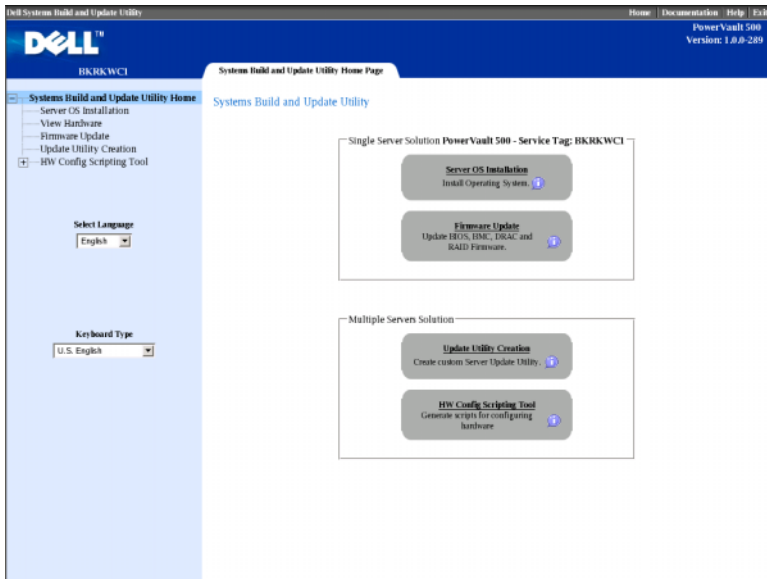 Dell Systems Build and Update Utility
Home Documentation Help Exit
DELL™
PowerVault 500
Version: 1.0.0-289
BKRKWC1
Systems Build and Update Utility Home Page
Systems Build and Update Utility Home
Server OS Installation
View Hardware
Firmware Update
Update Utility Creation
HW Config Scripting Tool
Select Language
English
Keyboard Type
U.S. English
Systems Build and Update Utility
Single Server Solution PowerVault 500 - Service Tag: BKRKWC1
Server OS Installation
Install Operating System.
Firmware Update
Update BIOS, BMC, DRAC and
RAID Firmware.
Multiple Servers Solution
Update Utility Creation
Create custom Server Update Utility.
HW Config Scripting Tool
Generate scripts for configuring
hardware